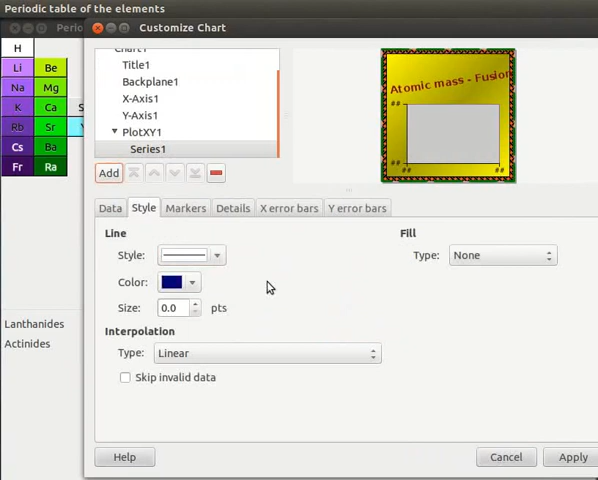 Periodic table of the elements
Perio
Customize Chart
H
Li Be
Na Mg
K Ca S
Rb Sr Y
Cs Ba
Fr Ra
Lanthanides
Actinides
Chart1
Title1
Backplane1
X-Axis1
Y-Axis1
PlotXY1
Series1
Atomic mass - Fusion
##
##
## ##
Add
Data Style Markers Details X error bars Y error bars
Line
Style:
Color:
Size: 0.0 pts
Fill
Type: None
Interpolation
Type: Linear
Skip invalid data
Help Cancel Apply